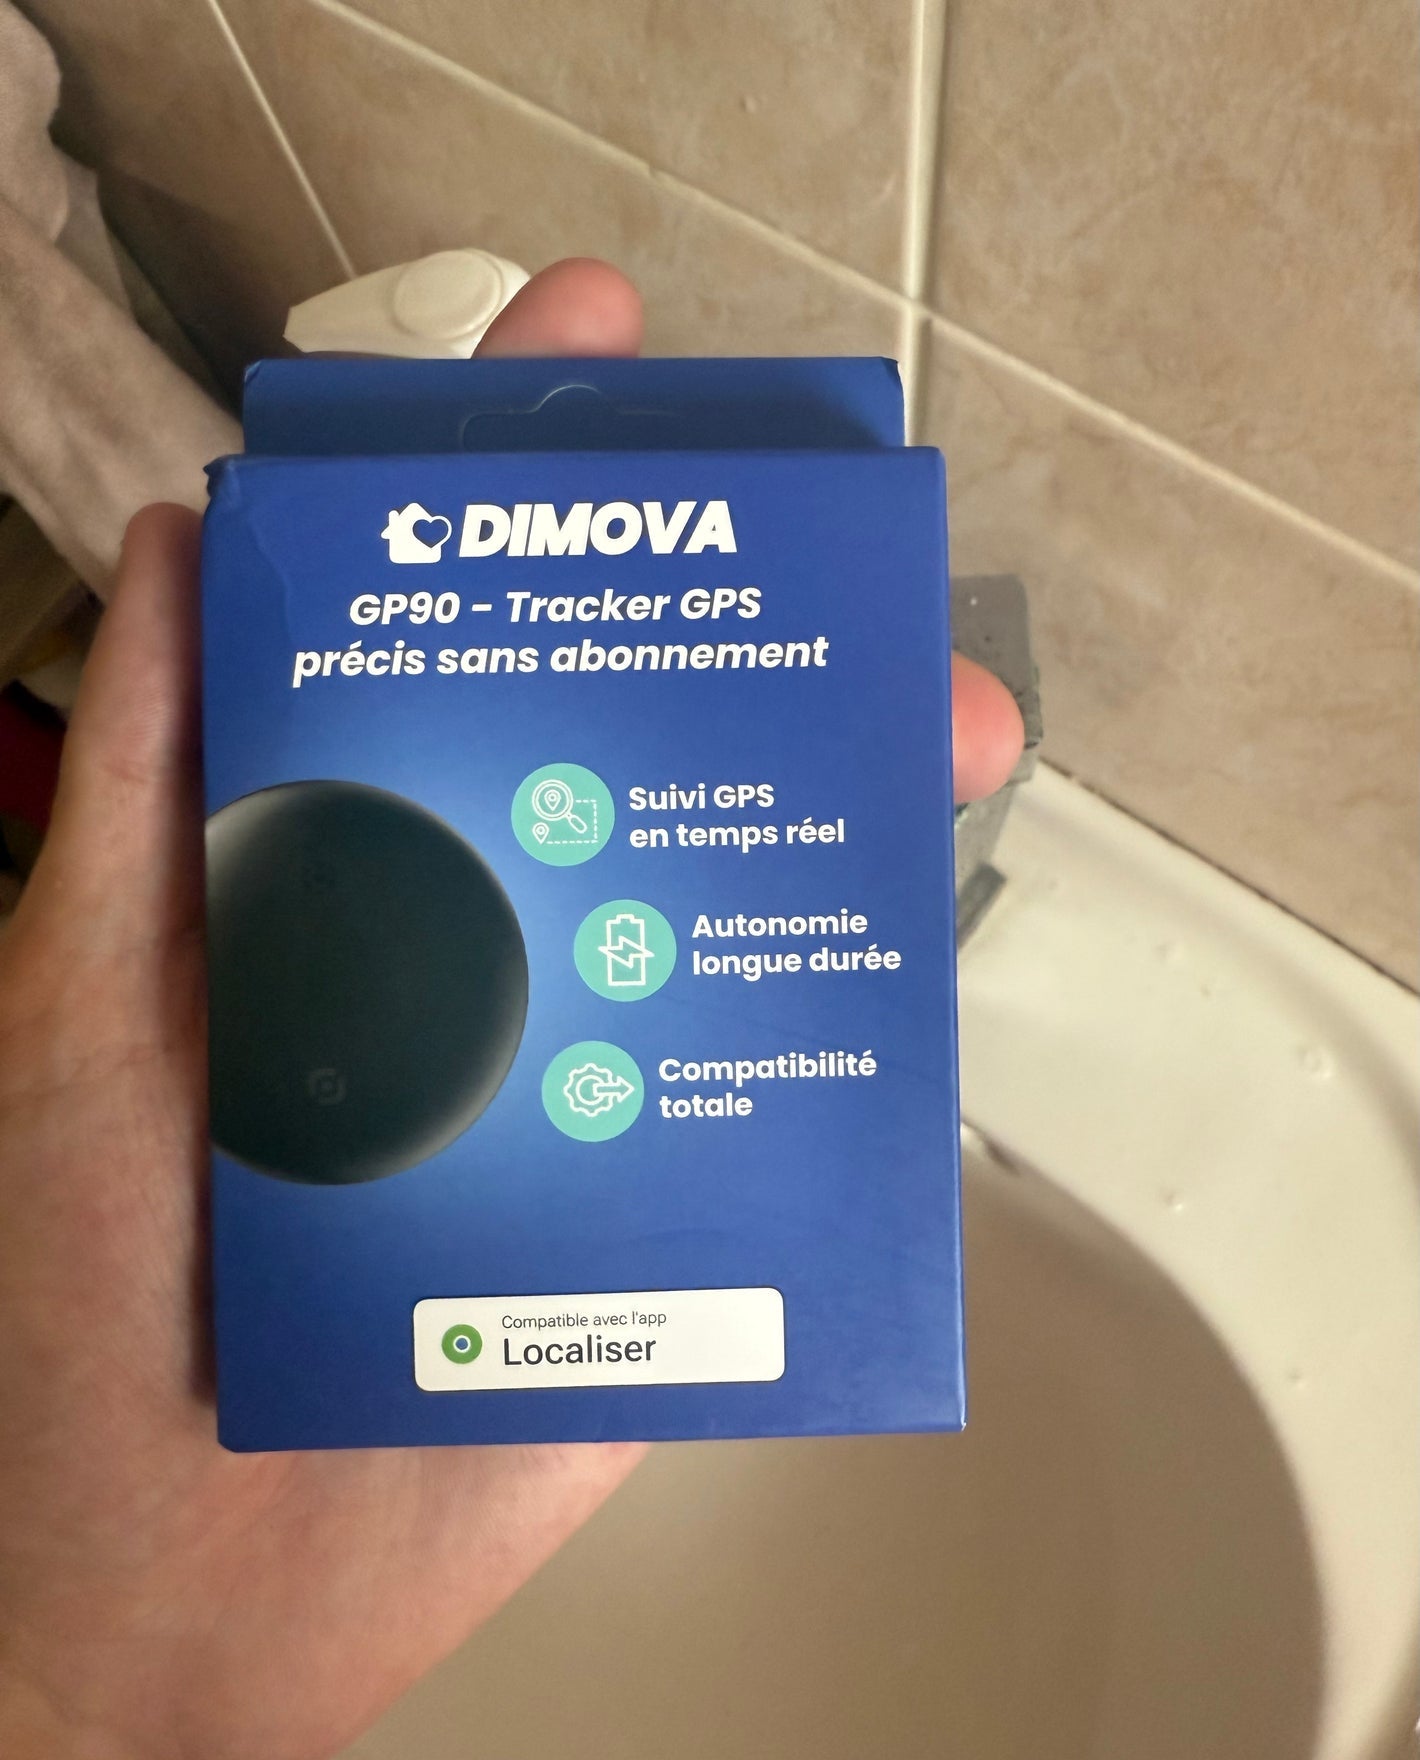 DIMOVA
GP90 - Tracker GPS
précis sans abonnement
Suivi GPS
en temps réel
Autonomie
longue durée
Compatibilité
totale
Compatible avec l'app
Localiser